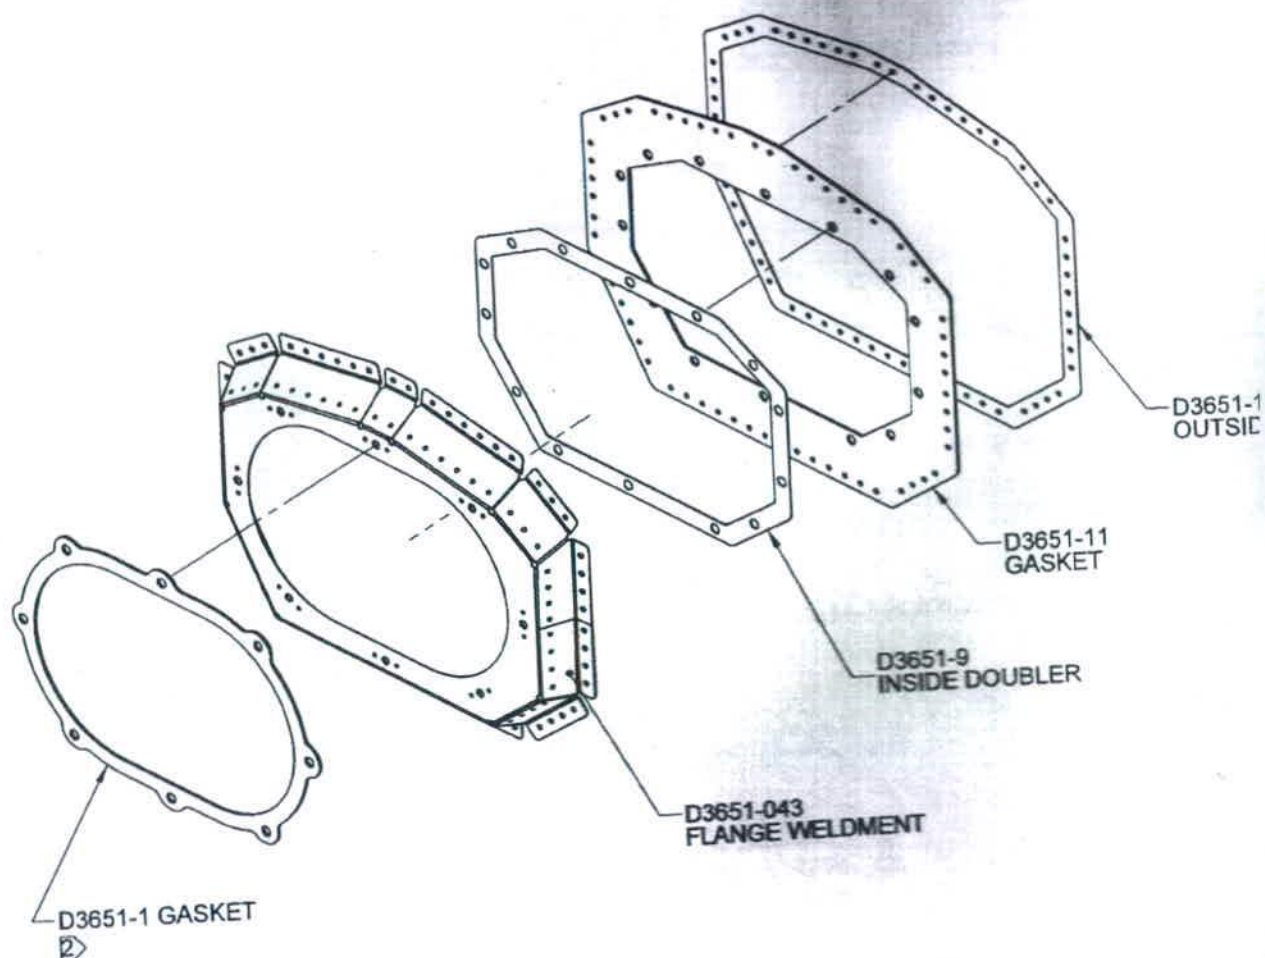 D3651-1
OUTSID
D3651-11
GASKET
D3651-9
INSIDE DOUBLER
D3651-043
FLANGE WELDMENT
D3651-1 GASKET
2